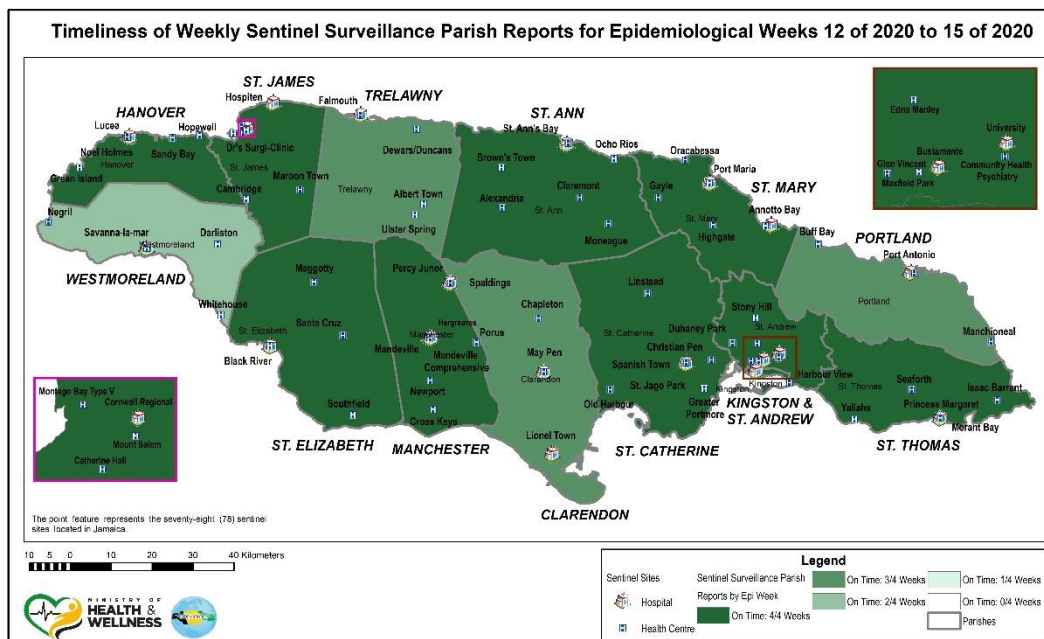 Timeliness of Weekly Sentinel Surveillance Parish Reports for Epidemiological Weeks 12 of 2020 to 15 of 2020
ST. JAMES
Hospiten
Falmouth
TRELAWNY
HANOVER
Lucea
Hopewell
ST. ANN
St. Ann's Bay
Ocho Rios
Edna Manley
University
Bustamante
Glen Vincent
Community Health
Maxfield Park
Psychiatry
Noel Holmes
Hanover
Sandy Bay
Green Island
Dr's Surgi-Clinic
St. James
Maroon Town
Cambridge
Dewars/Duncans
Trelawny
Albert Town
Ulster Spring
Brown's Town
Alexandria
Claremont
St. Ann
Moneague
Oracabessa
Port Maria
Gayle
ST. MARY
St. Mary
Highgate
Annotto Bay
Buff Bay
PORTLAND
Port Antonio
Portland
Manchioneal
Negril
Savanna-la-mar
Westmoreland
Darliston
WESTMORELAND
Whitehouse
Maggotty
St. Elizabeth
Santa Cruz
Black River
Southfield
ST. ELIZABETH
Percy Junor
Spaldings
Hargreaves
Manchester
Mandeville
Mandeville
Comprehensive
Porus
Newport
Cross Keys
MANCHESTER
Chapleton
May Pen
Clarendon
Lionel Town
CLARENDON
Linstead
St. Catherine
Duhaney Park
Christian Pen
Spanish Town
St. Jago Park
Old Harbour
Greater
Portmore
ST. CATHERINE
Stony Hill
St. Andrew
Kingston
Kingston
Harbour View
KINGSTON &
ST. ANDREW
St. Thomas
Seaforth
Isaac Barrant
Princess Margaret
Yallahs
Morant Bay
ST. THOMAS
Montego Bay Type V
Cornwall Regional
Mount Salem
Catherine Hall
The point feature represents the seventy-eight (78) sentinel
sites located in Jamaica.
10 5 0 10 20 30 40 Kilometers
MINISTRY OF
HEALTH &
WELLNESS
Legend
Sentinel Sites
Hospital
Health Centre
Sentinel Surveillance Parish
Reports by Epi Week
On Time: 4/4 Weeks
On Time: 3/4 Weeks
On Time: 2/4 Weeks
On Time: 1/4 Weeks
On Time: 0/4 Weeks
Parishes